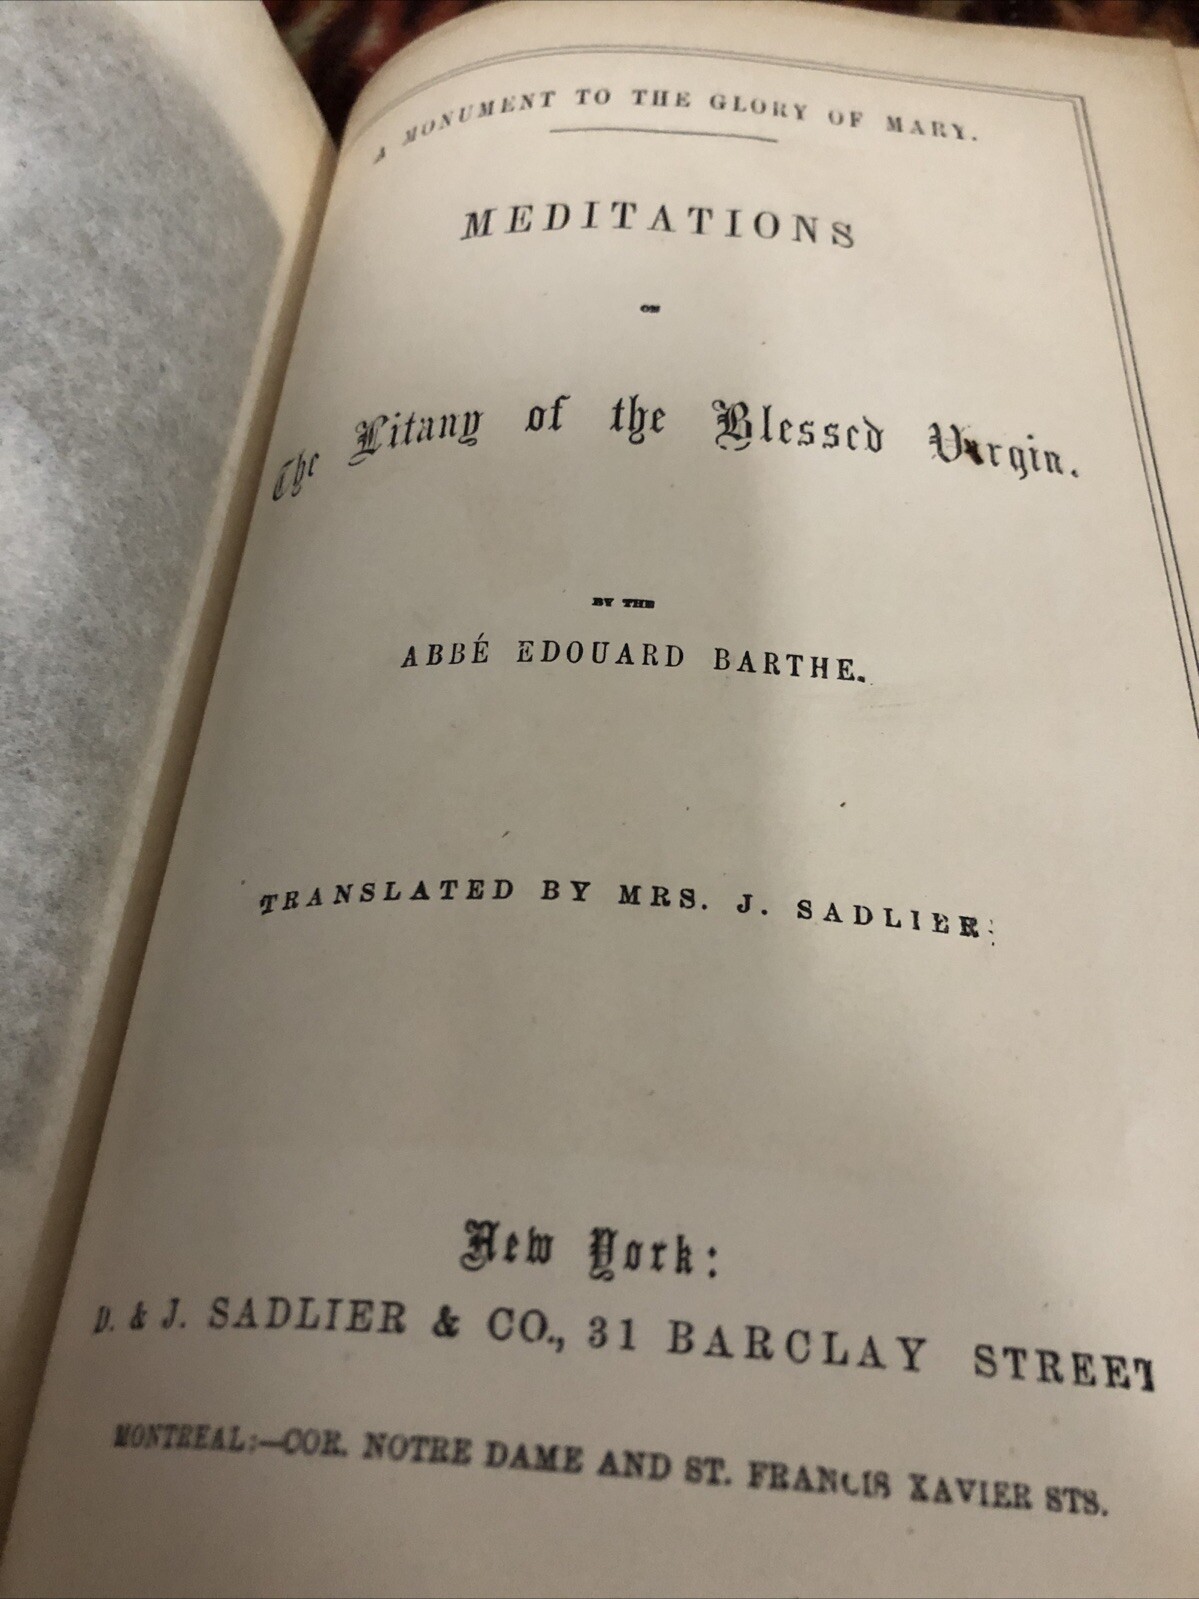 A MONUMENT TO THE GLORY OF MARY.
MEDITATIONS
ON
The Litany of the Blessed Virgin.
BY THE
ABBÉ EDOUARD BARTHE.
TRANSLATED BY MRS. J. SADLIER.
New York:
D. & J. SADLIER & CO., 31 BARCLAY STREET
MONTREAL:—COR. NOTRE DAME AND ST. FRANCIS XAVIER STS.